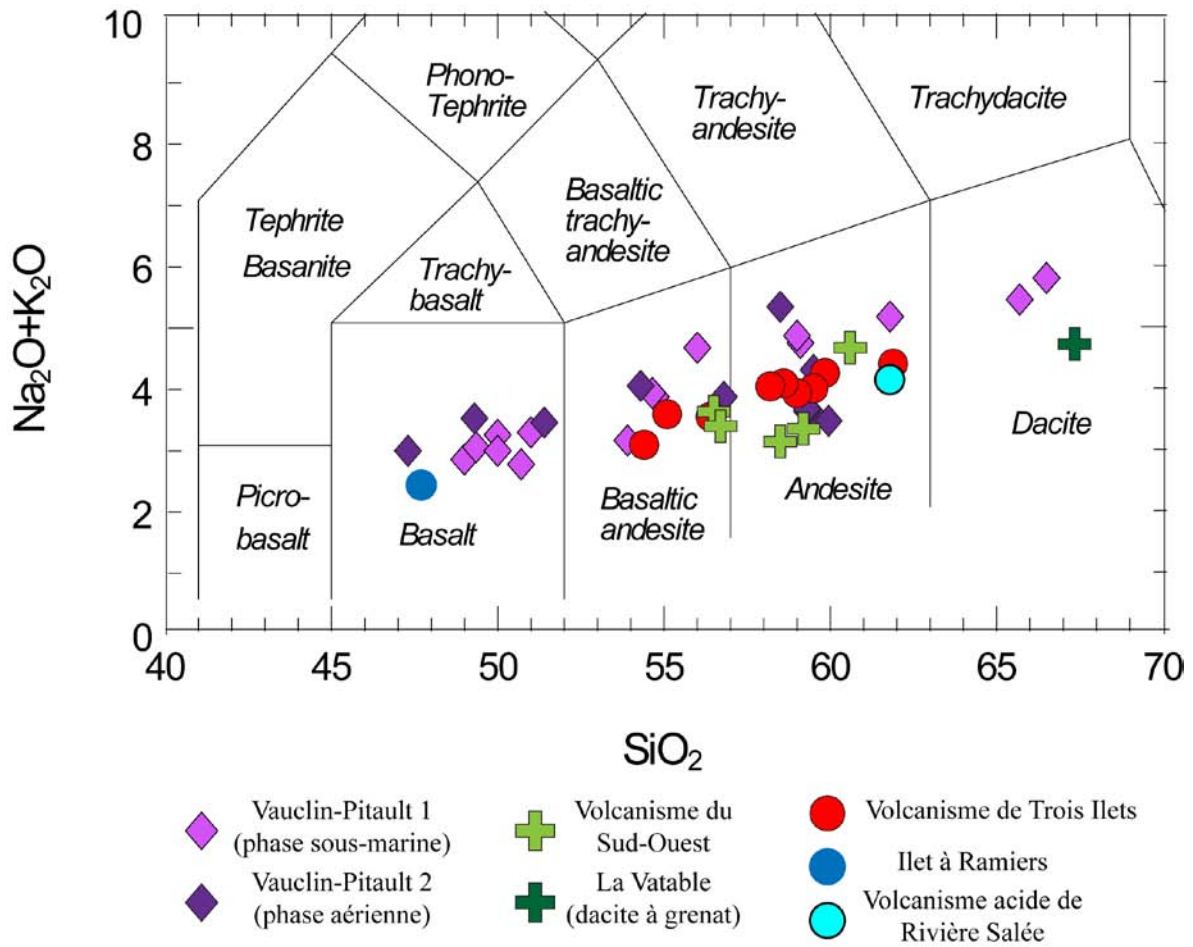 10
8
6
4
2
0
Na2O+K2O
Phono-
Tephrite
Trachy-
andesite
Trachydacite
Tephrite
Basanite
Basaltic
trachy-
andesite
Trachy-
basalt
Picro-
basalt
Basalt
Basaltic
andesite
Andesite
Dacite
40
45
50
55
60
65
70
SiO2
Vauclin-Pitault 1
(phase sous-marine)
Vauclin-Pitault 2
(phase aérienne)
Volcanisme du
Sud-Ouest
La Vatable
(dacite à grenat)
Volcanisme de Trois Ilets
Ilet à Ramiers
Volcanisme acide de
Rivière Salée